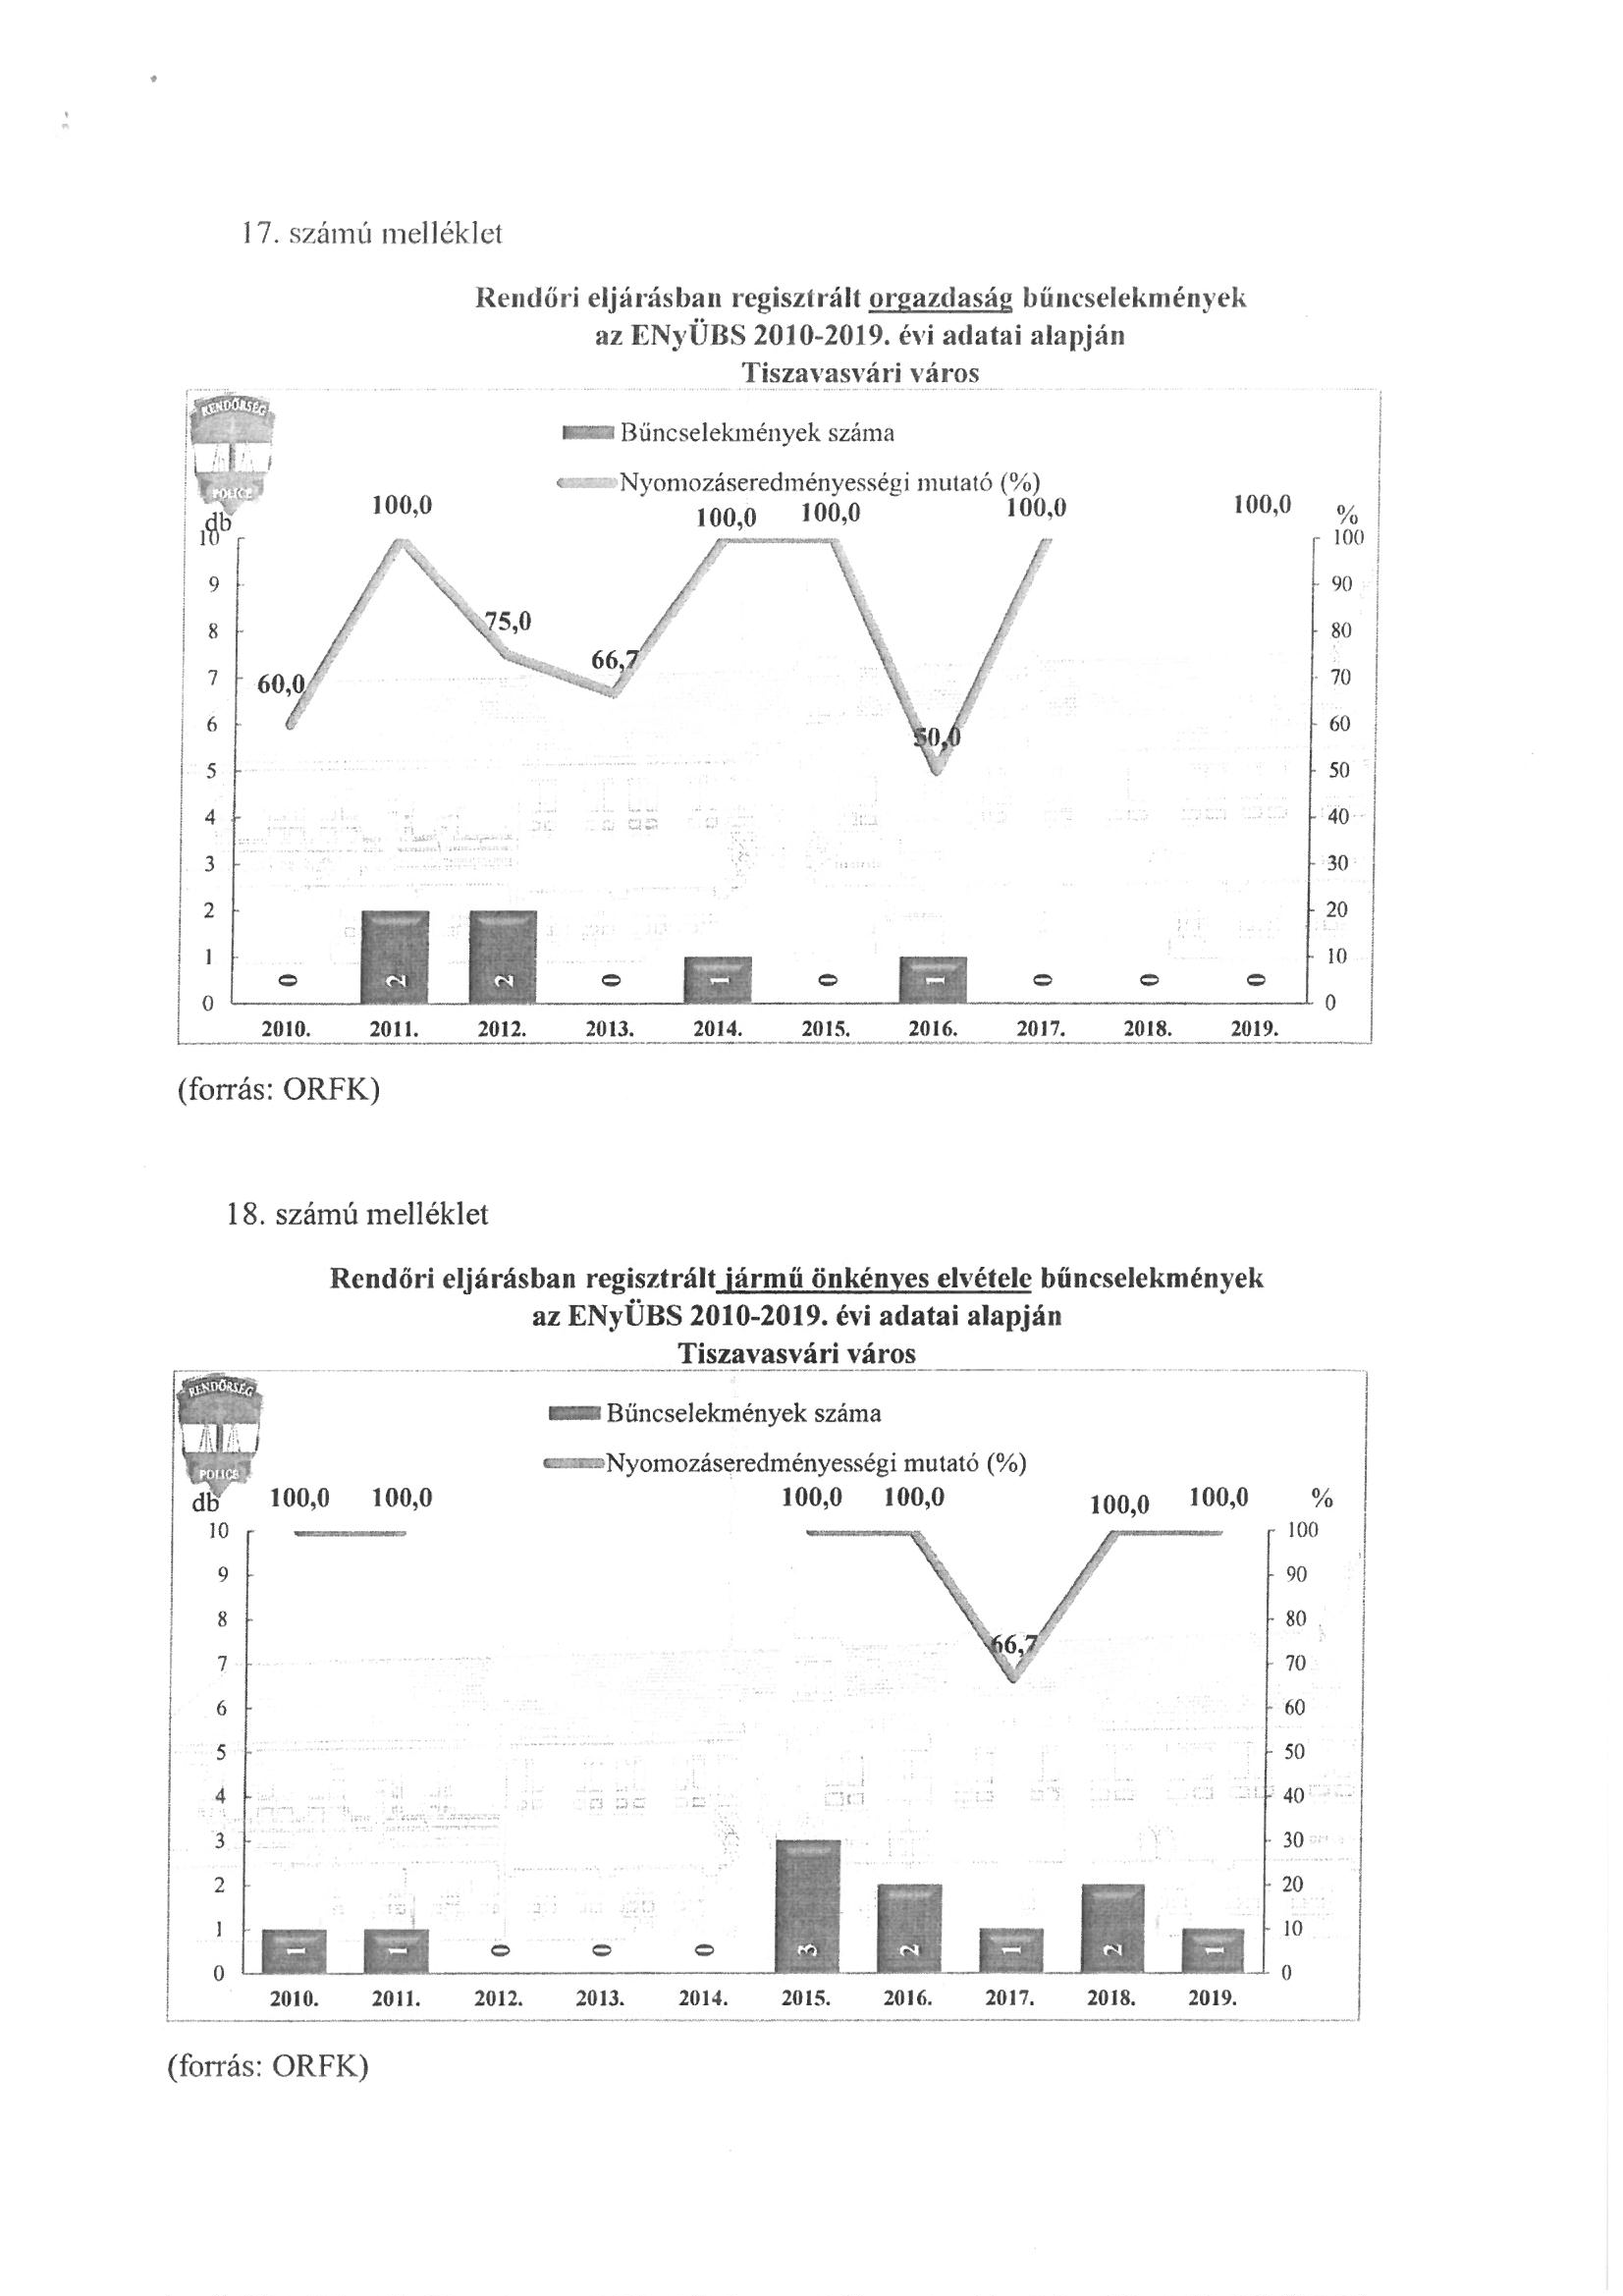 17. számú melléklet
Rendőri eljárásban regisztrált orgazdaság bűncselekmények
az ENyÜBS 2010-2019. évi adatai alapján
Tiszavasvári város
RENDŐRSÉG
POLICE
Bűncselekmények száma
Nyomozáseredményességi mutató (%)
100,0 100,0 100,0 100,0 100,0
db %
10 100
9 90
75,0
8 80
66,7
60,0
7 70
6 60
50,0
5 50
4 40
3 30
2 20
1 10
0 2 2 0 1 0 1 0 0 0
0 0
2010. 2011. 2012. 2013. 2014. 2015. 2016. 2017. 2018. 2019.
(forrás: ORFK)
18. számú melléklet
Rendőri eljárásban regisztrált jármű önkényes elvétele bűncselekmények
az ENyÜBS 2010-2019. évi adatai alapján
Tiszavasvári város
RENDŐRSÉG
POLICE
Bűncselekmények száma
Nyomozáseredményességi mutató (%)
db 100,0 100,0 100,0 100,0 100,0 100,0 %
10 100
9 90
8 80
66,7
7 70
6 60
5 50
4 40
3 30
2 20
1 10
1 1 0 0 0 3 2 1 2 1
0 0
2010. 2011. 2012. 2013. 2014. 2015. 2016. 2017. 2018. 2019.
(forrás: ORFK)